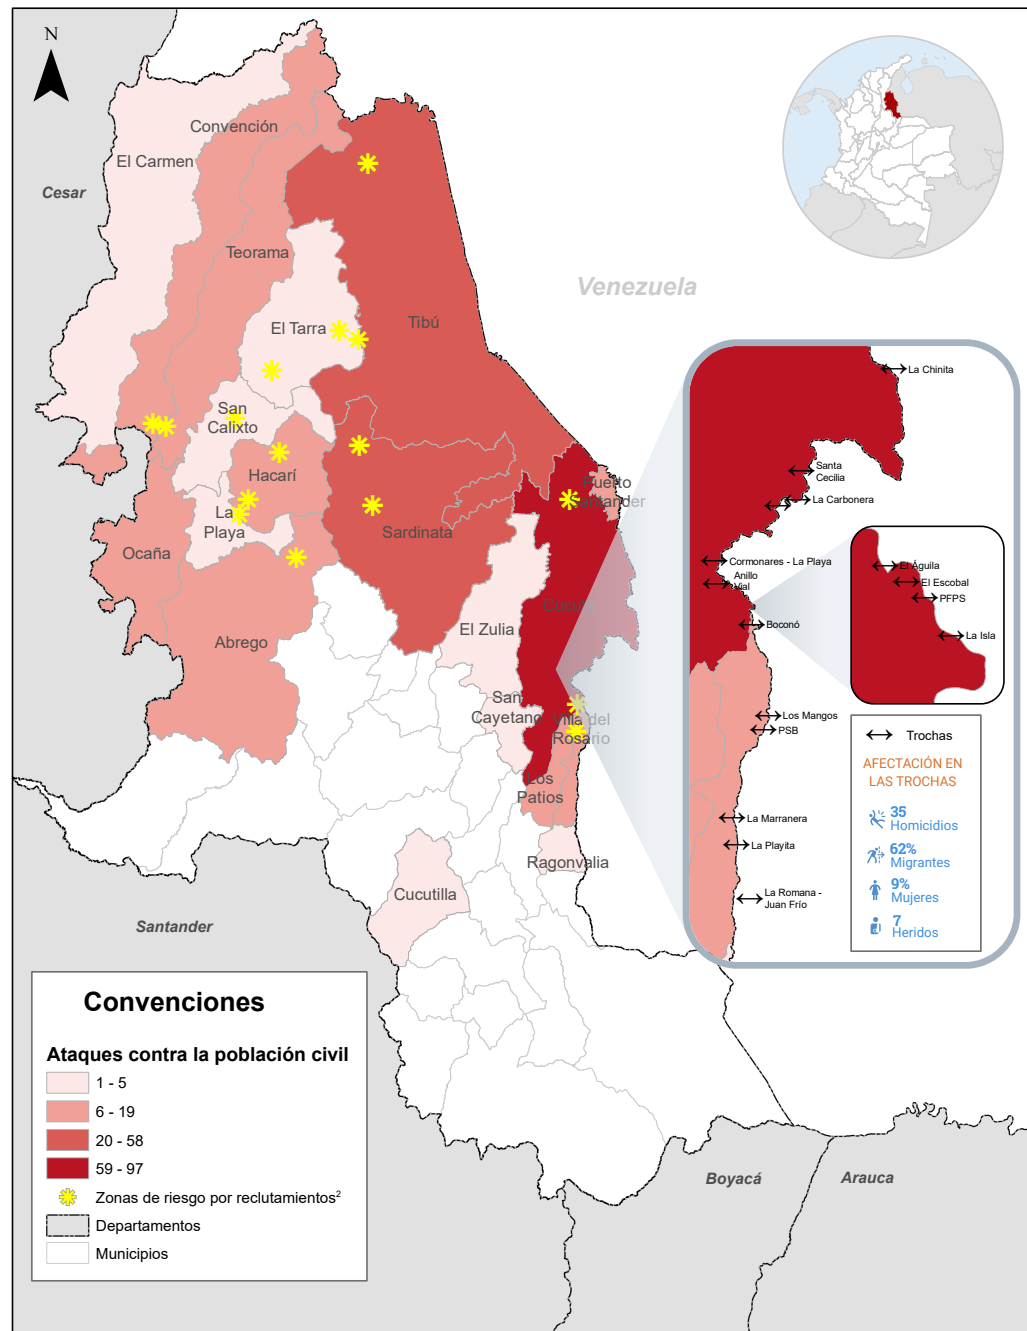 N
Convención
El Carmen
Cesar
Teorama
Venezuela
El Tarra
Tibú
La Chinita
San
Calixto
Santa
Cecilia
Hacarí
Puerto
Santander
La Carbonera
La
Playa
Sardinata
Ocaña
Cormonares - La Playa
Anillo
Vial
El Águila
El Escobal
PFPS
Cúcuta
Boconó
La Isla
El Zulia
Abrego
San
Cayetano
Villa del
Rosario
Los Mangos
PSB
Trochas
AFECTACIÓN EN
LAS TROCHAS
Los
Patios
35
Homicidios
La Marranera
62%
Migrantes
La Playita
Ragonvalia
9%
Mujeres
Cucutilla
La Romana -
Juan Frío
7
Heridos
Santander
Convenciones
Ataques contra la población civil
1 - 5
6 - 19
20 - 58
59 - 97
Zonas de riesgo por reclutamientos²
Departamentos
Municipios
Boyacá
Arauca